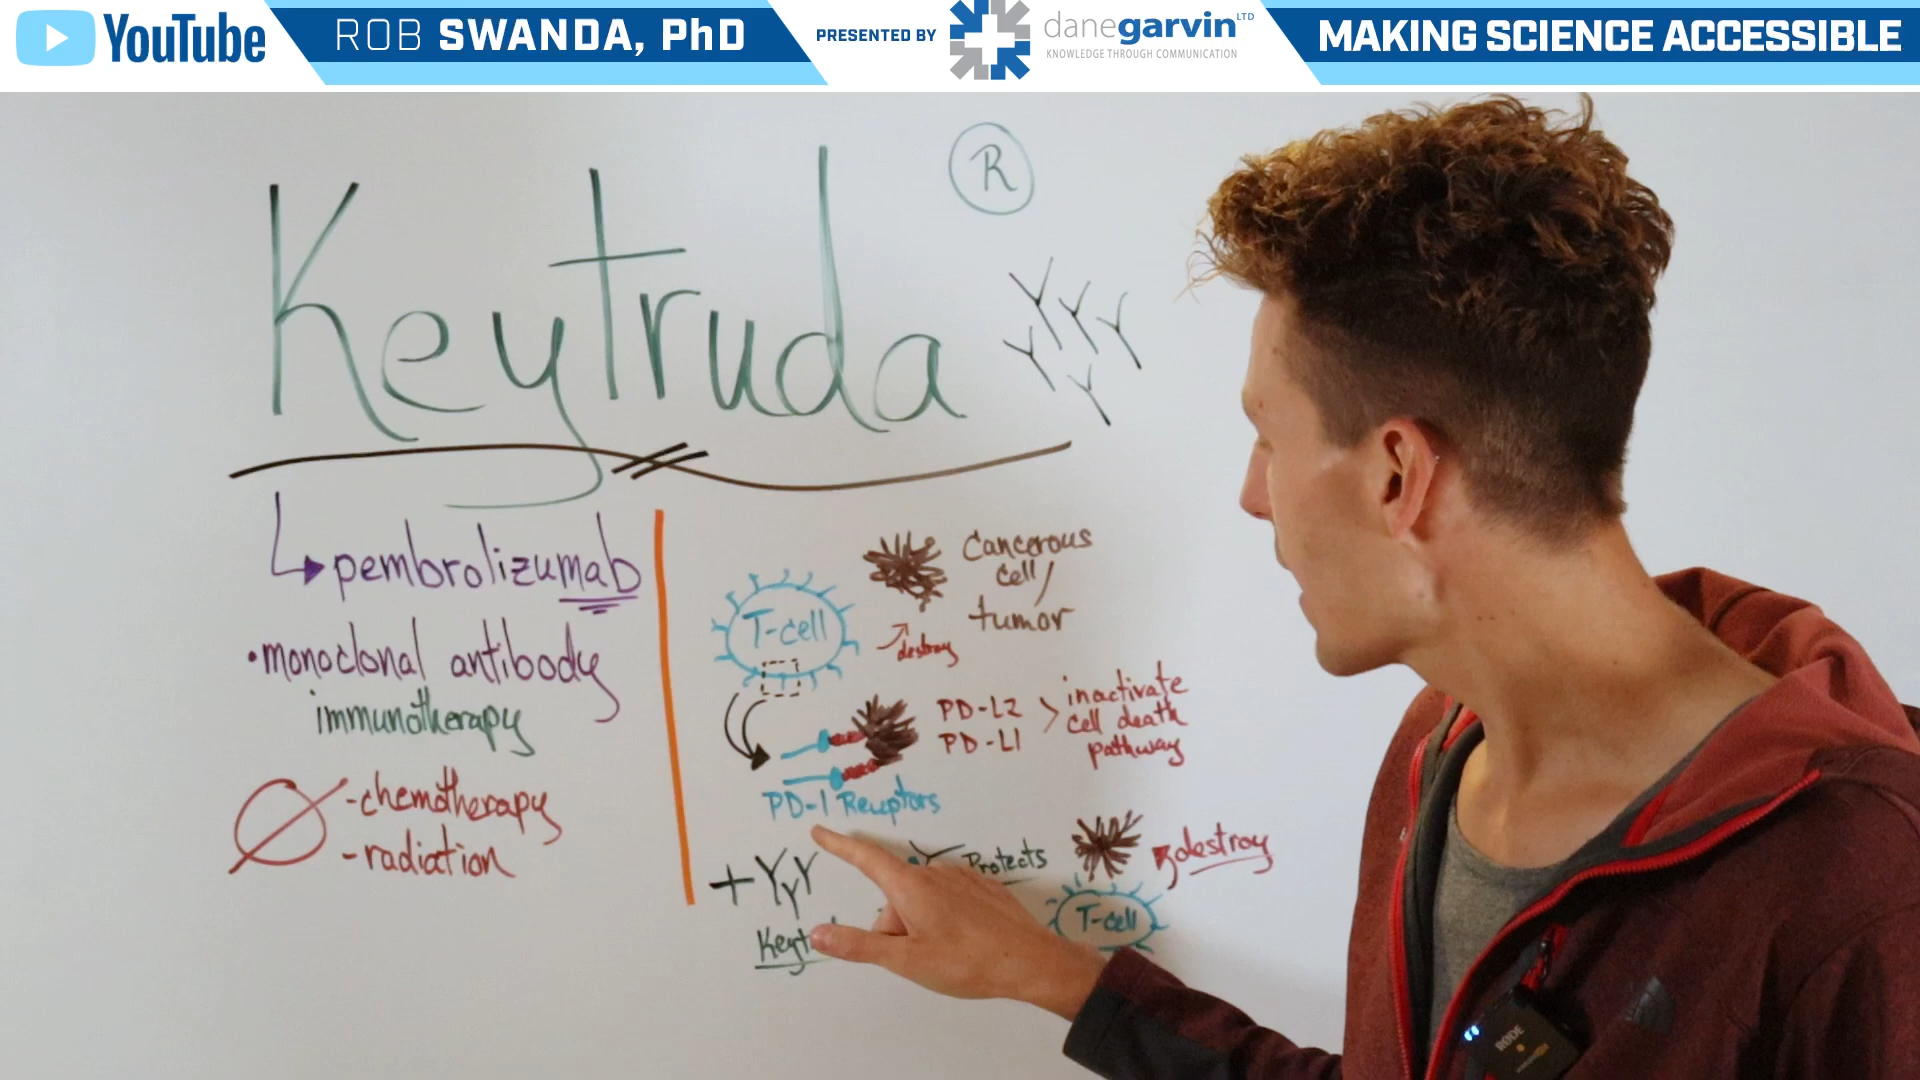 YouTube
ROB SWANDA, PhD
PRESENTED BY
danegarvin LTD
KNOWLEDGE THROUGH COMMUNICATION
MAKING SCIENCE ACCESSIBLE
Keytruda
R
pembrolizumab
•monoclonal antibody
immunotherapy
-chemotherapy
-radiation
T-cell
Cancerous
cell/
tumor
destroy
PD-L2
PD-L1
inactivate
cell death
pathway
PD-1 Receptors
+
Keyt
Protects
destroy
T-cell
RØDE